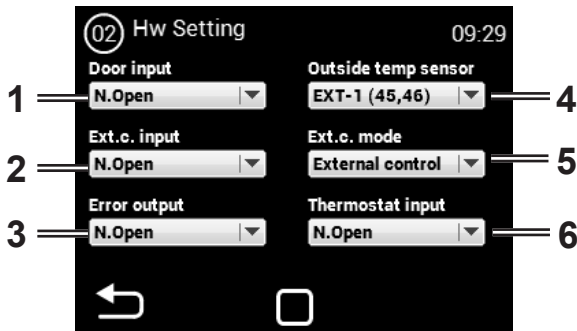 02 Hw Setting 09:29
Door input Outside temp sensor
1 N.Open EXT-1 (45,46) 4
Ext.c. input Ext.c. mode
2 N.Open External control 5
Error output Thermostat input
3 N.Open N.Open 6